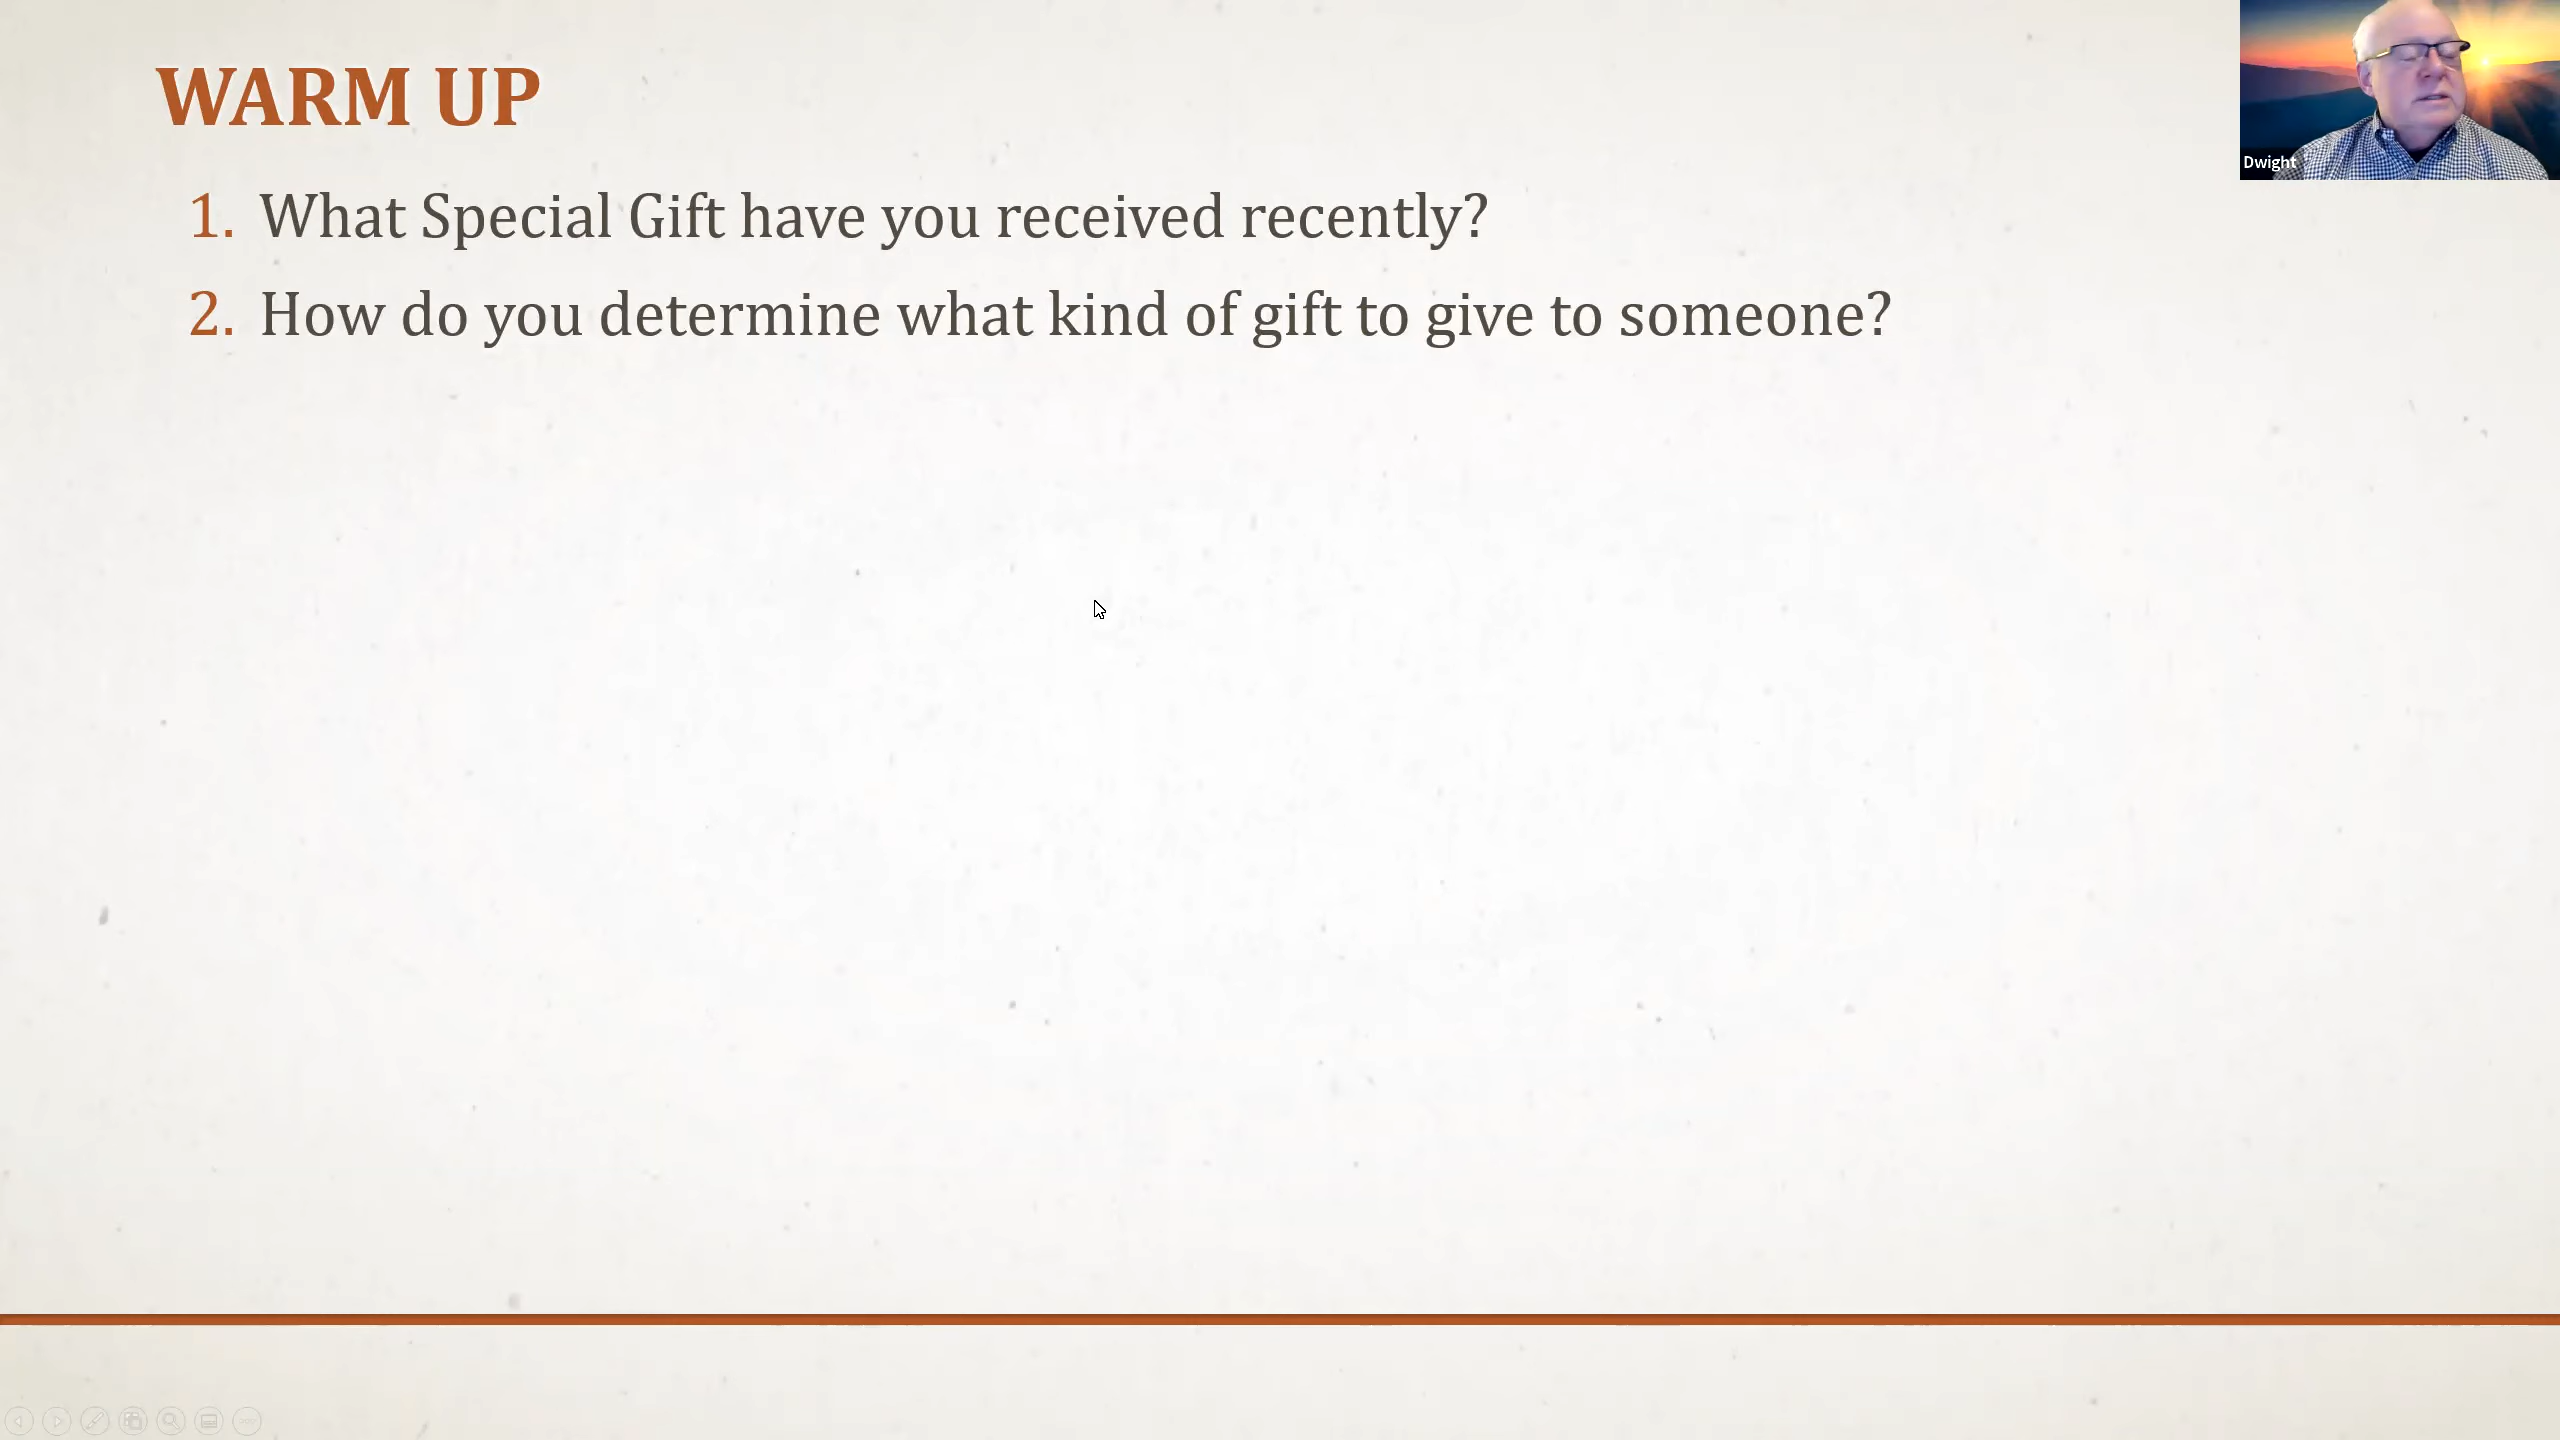 WARM UP
1. What Special Gift have you received recently?
2. How do you determine what kind of gift to give to someone?
Dwight